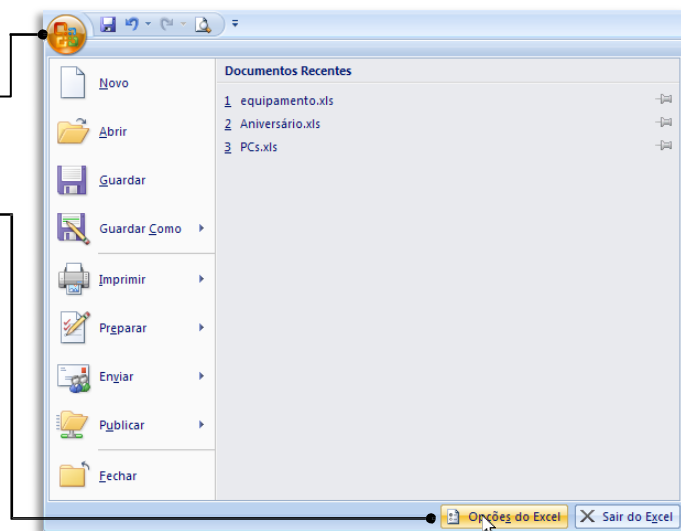 Novo
Abrir
Guardar
Guardar Como
Imprimir
Preparar
Enviar
Publicar
Fechar
Documentos Recentes
1 equipamento.xls
2 Aniversário.xls
3 PCs.xls
Opções do Excel
Sair do Excel